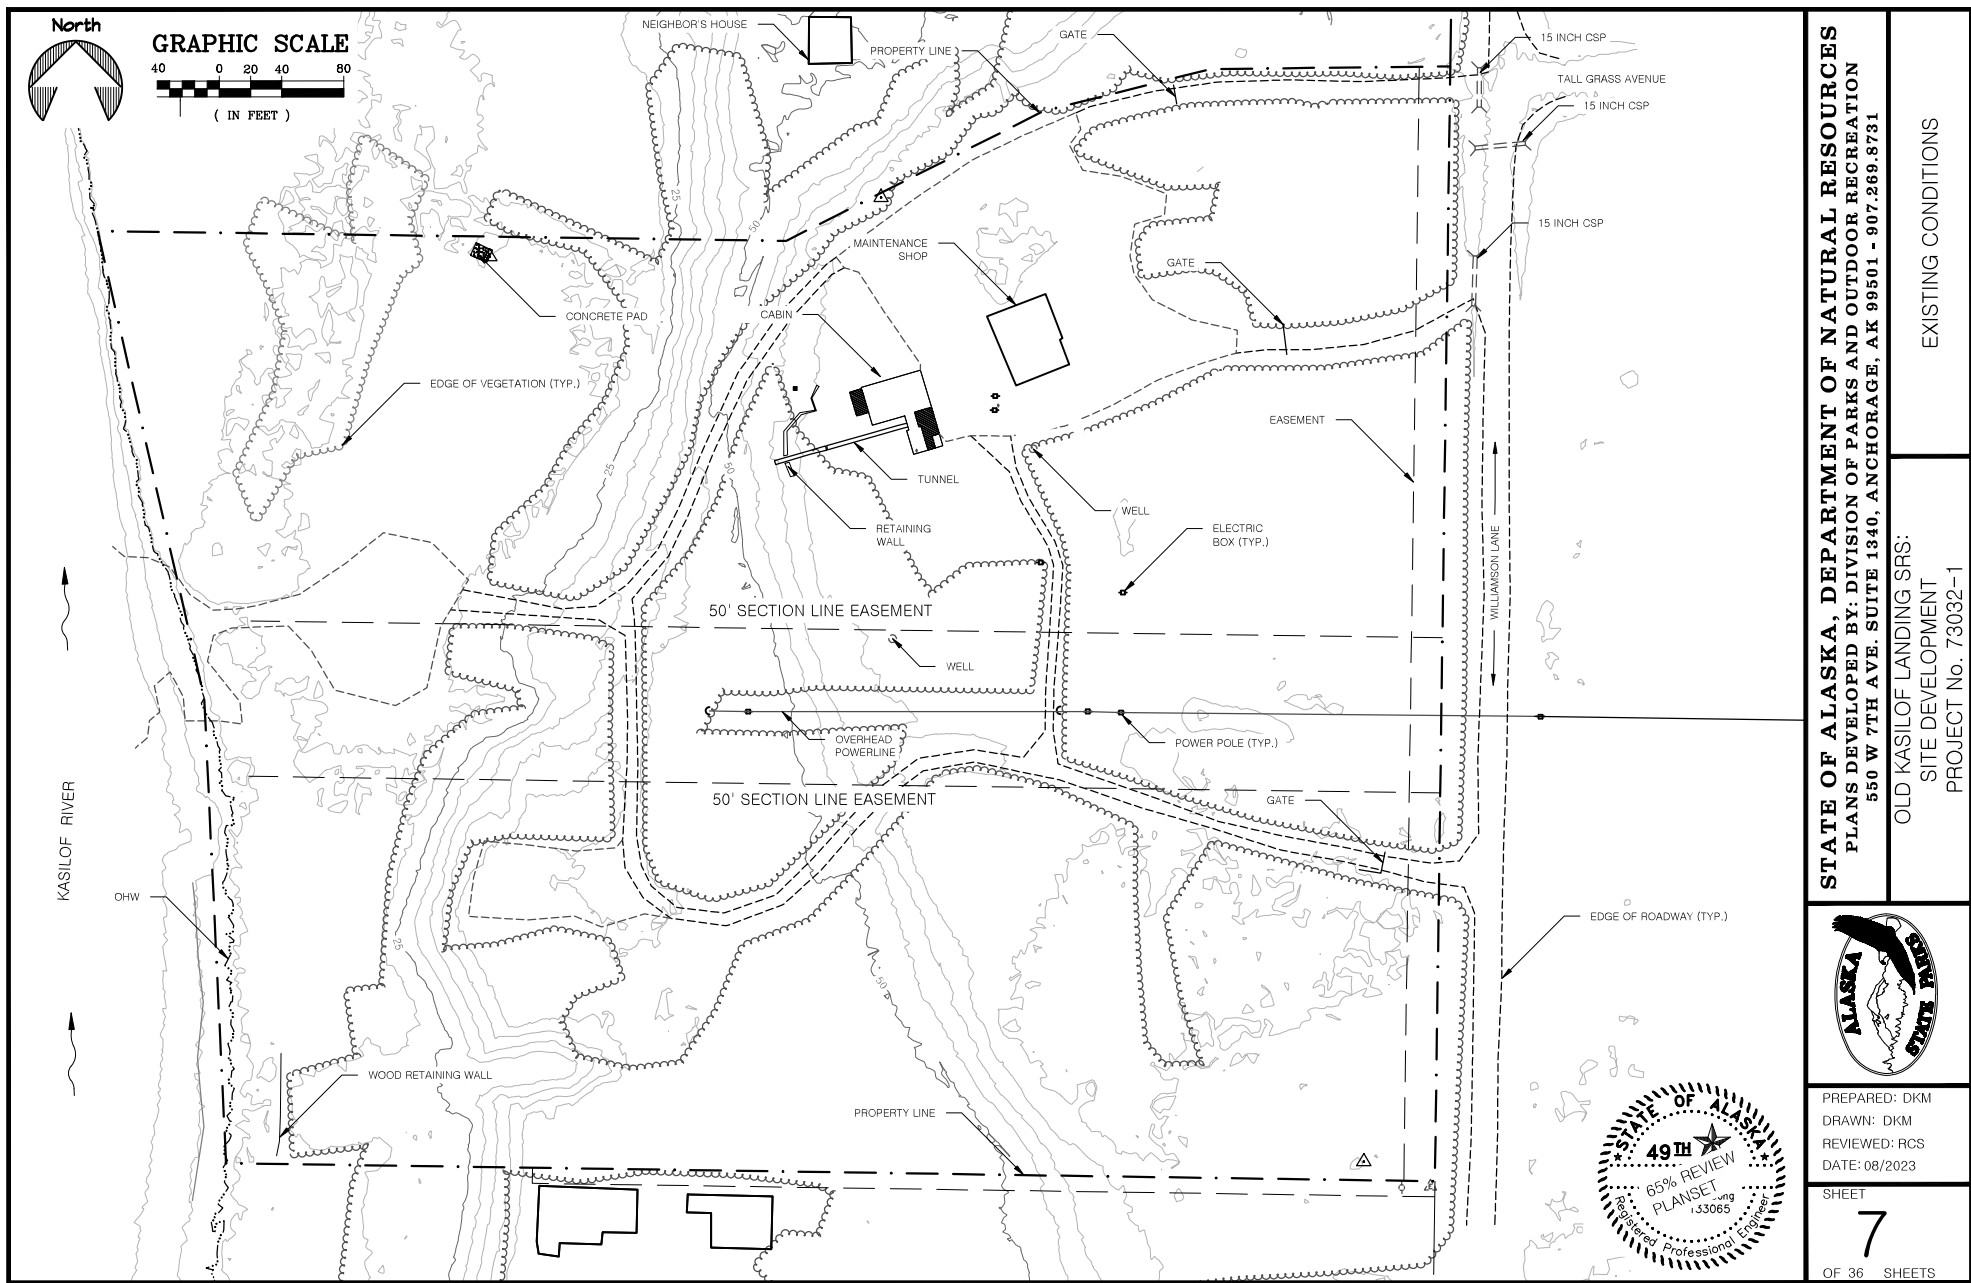 North
GRAPHIC SCALE
40 0 20 40 80
( IN FEET )
NEIGHBOR'S HOUSE
PROPERTY LINE
GATE
15 INCH CSP
TALL GRASS AVENUE
15 INCH CSP
15 INCH CSP
25
50
MAINTENANCE
SHOP
GATE
CONCRETE PAD
CABIN
EDGE OF VEGETATION (TYP.)
EASEMENT
25
50
TUNNEL
WELL
RETAINING
WALL
ELECTRIC
BOX (TYP.)
WILLIAMSON LANE
50' SECTION LINE EASEMENT
WELL
OVERHEAD
POWERLINE
POWER POLE (TYP.)
50' SECTION LINE EASEMENT
GATE
KASILOF RIVER
OHW
25
50
EDGE OF ROADWAY (TYP.)
WOOD RETAINING WALL
PROPERTY LINE
STATE OF ALASKA
49TH
65% REVIEW
PLANSET
33065
Registered Professional Engineer
STATE OF ALASKA, DEPARTMENT OF NATURAL RESOURCES
PLANS DEVELOPED BY: DIVISION OF PARKS AND OUTDOOR RECREATION
550 W 7TH AVE. SUITE 1340, ANCHORAGE, AK 99501 - 907.269.8731
EXISTING CONDITIONS
OLD KASILOF LANDING SRS:
SITE DEVELOPMENT
PROJECT No. 73032-1
ALASKA
STATE PARKS
PREPARED: DKM
DRAWN: DKM
REVIEWED: RCS
DATE: 08/2023
SHEET
7
OF 36 SHEETS